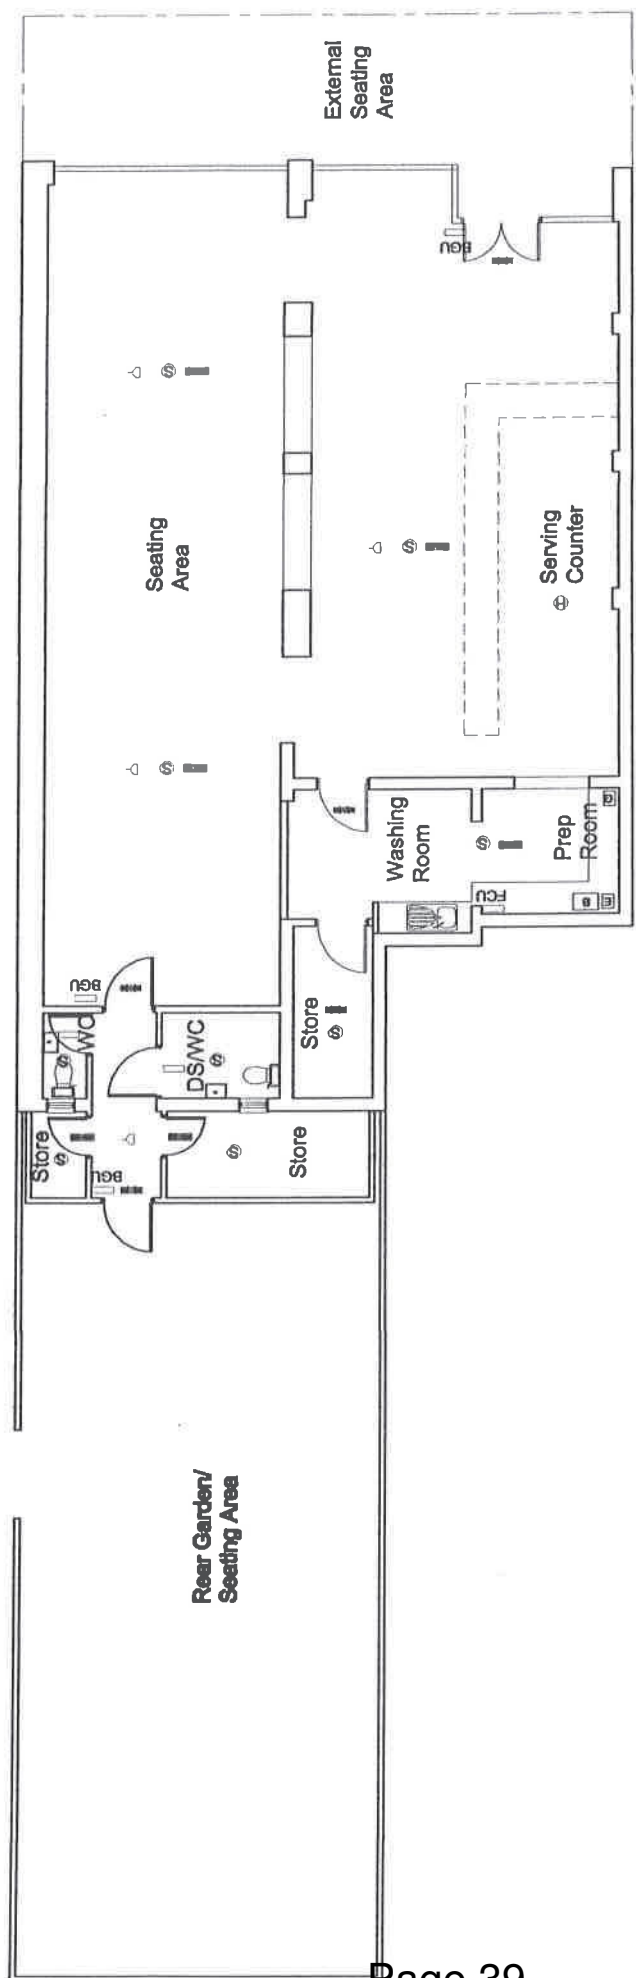 External
Seating
Area
BGU
S
S
Seating
Area
Serving
Counter
H
S
Washing
Room
S
Prep
Room
FCU
BGU
WC
S
DS/WC
S
Store
S
Store
S
BGU
S
Store
Rear Garden/
Seating Area
Page 39